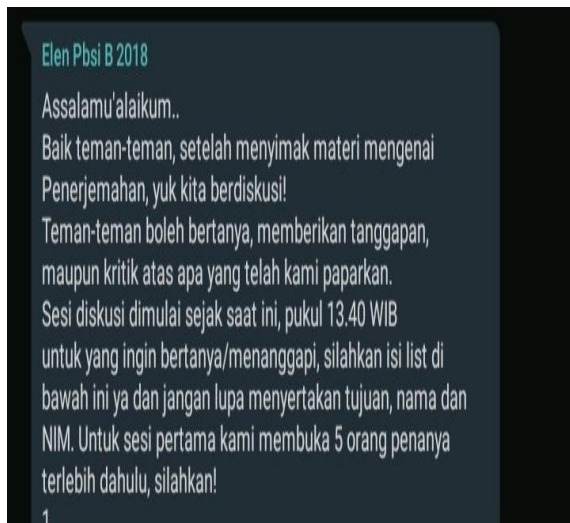 Elen Pbsi B 2018
Assalamu'alaikum..
Baik teman-teman, setelah menyimak materi mengenai
Penerjemahan, yuk kita berdiskusi!
Teman-teman boleh bertanya, memberikan tanggapan,
maupun kritik atas apa yang telah kami paparkan.
Sesi diskusi dimulai sejak saat ini, pukul 13.40 WIB
untuk yang ingin bertanya/menanggapi, silahkan isi list di
bawah ini ya dan jangan lupa menyertakan tujuan, nama dan
NIM. Untuk sesi pertama kami membuka 5 orang penanya
terlebih dahulu, silahkan!
1